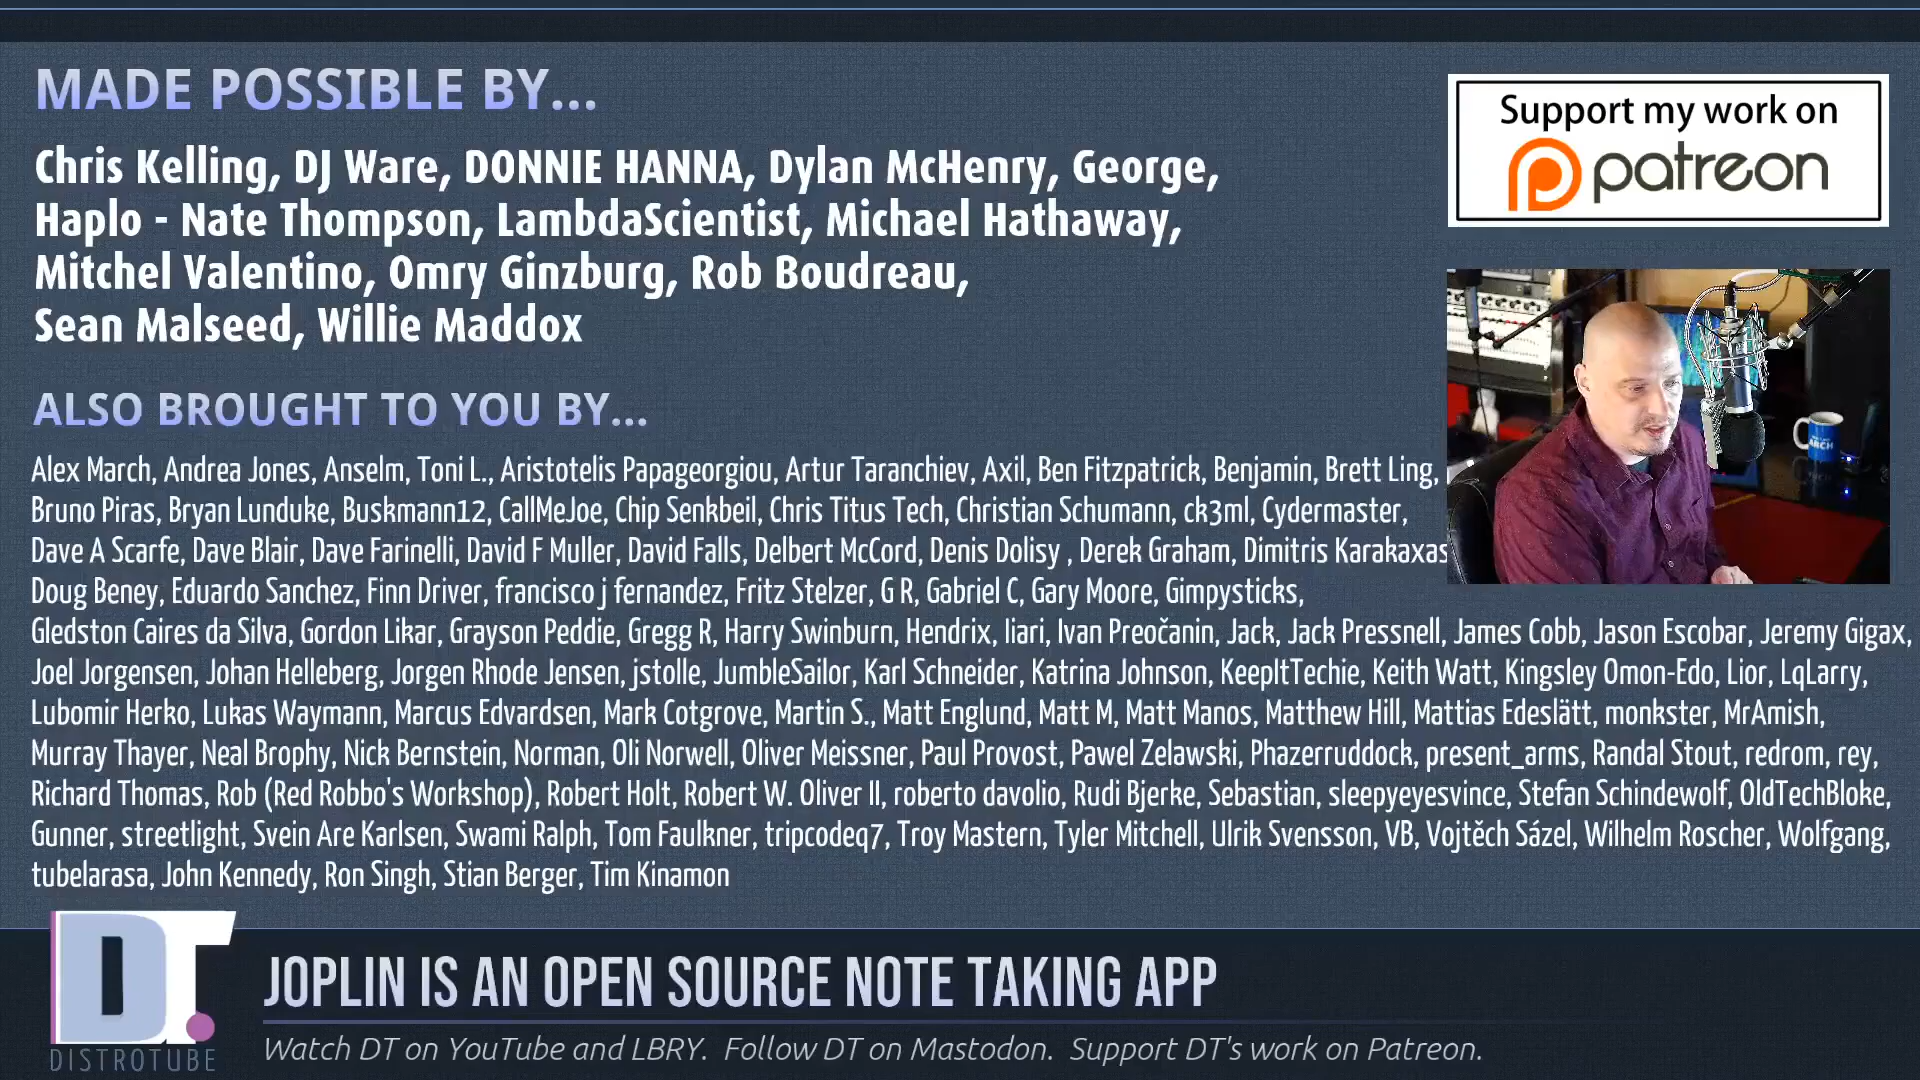 MADE POSSIBLE BY...
Chris Kelling, DJ Ware, DONNIE HANNA, Dylan McHenry, George,
Haplo - Nate Thompson, LambdaScientist, Michael Hathaway,
Mitchel Valentino, Omry Ginzburg, Rob Boudreau,
Sean Malseed, Willie Maddox
Support my work on
patreon
ARCH
ALSO BROUGHT TO YOU BY...
Alex March, Andrea Jones, Anselm, Toni L., Aristotelis Papageorgiou, Artur Taranchiev, Axil, Ben Fitzpatrick, Benjamin, Brett Ling,
Bruno Piras, Bryan Lunduke, Buskmann12, CallMeJoe, Chip Senkbeil, Chris Titus Tech, Christian Schumann, ck3ml, Cydermaster,
Dave A Scarfe, Dave Blair, Dave Farinelli, David F Muller, David Falls, Delbert McCord, Denis Dolisy , Derek Graham, Dimitris Karakaxas
Doug Beney, Eduardo Sanchez, Finn Driver, francisco j fernandez, Fritz Stelzer, G R, Gabriel C, Gary Moore, Gimpysticks,
Gledston Caires da Silva, Gordon Likar, Grayson Peddie, Gregg R, Harry Swinburn, Hendrix, Iiari, Ivan Preočanin, Jack, Jack Pressnell, James Cobb, Jason Escobar, Jeremy Gigax,
Joel Jorgensen, Johan Helleberg, Jorgen Rhode Jensen, jstolle, JumbleSailor, Karl Schneider, Katrina Johnson, KeepItTechie, Keith Watt, Kingsley Omon-Edo, Lior, LqLarry,
Lubomir Herko, Lukas Waymann, Marcus Edvardsen, Mark Cotgrove, Martin S., Matt Englund, Matt M, Matt Manos, Matthew Hill, Mattias Edeslätt, monkster, MrAmish,
Murray Thayer, Neal Brophy, Nick Bernstein, Norman, Oli Norwell, Oliver Meissner, Paul Provost, Pawel Zelawski, Phazerruddock, present_arms, Randal Stout, redrom, rey,
Richard Thomas, Rob (Red Robbo's Workshop), Robert Holt, Robert W. Oliver II, roberto davolio, Rudi Bjerke, Sebastian, sleepyeyesvince, Stefan Schindewolf, OldTechBloke,
Gunner, streetlight, Svein Are Karlsen, Swami Ralph, Tom Faulkner, tripcodeq7, Troy Mastern, Tyler Mitchell, Ulrik Svensson, VB, Vojtěch Sázel, Wilhelm Roscher, Wolfgang,
tubelarasa, John Kennedy, Ron Singh, Stian Berger, Tim Kinamon
DT
DISTROTUBE
JOPLIN IS AN OPEN SOURCE NOTE TAKING APP
Watch DT on YouTube and LBRY. Follow DT on Mastodon. Support DT's work on Patreon.